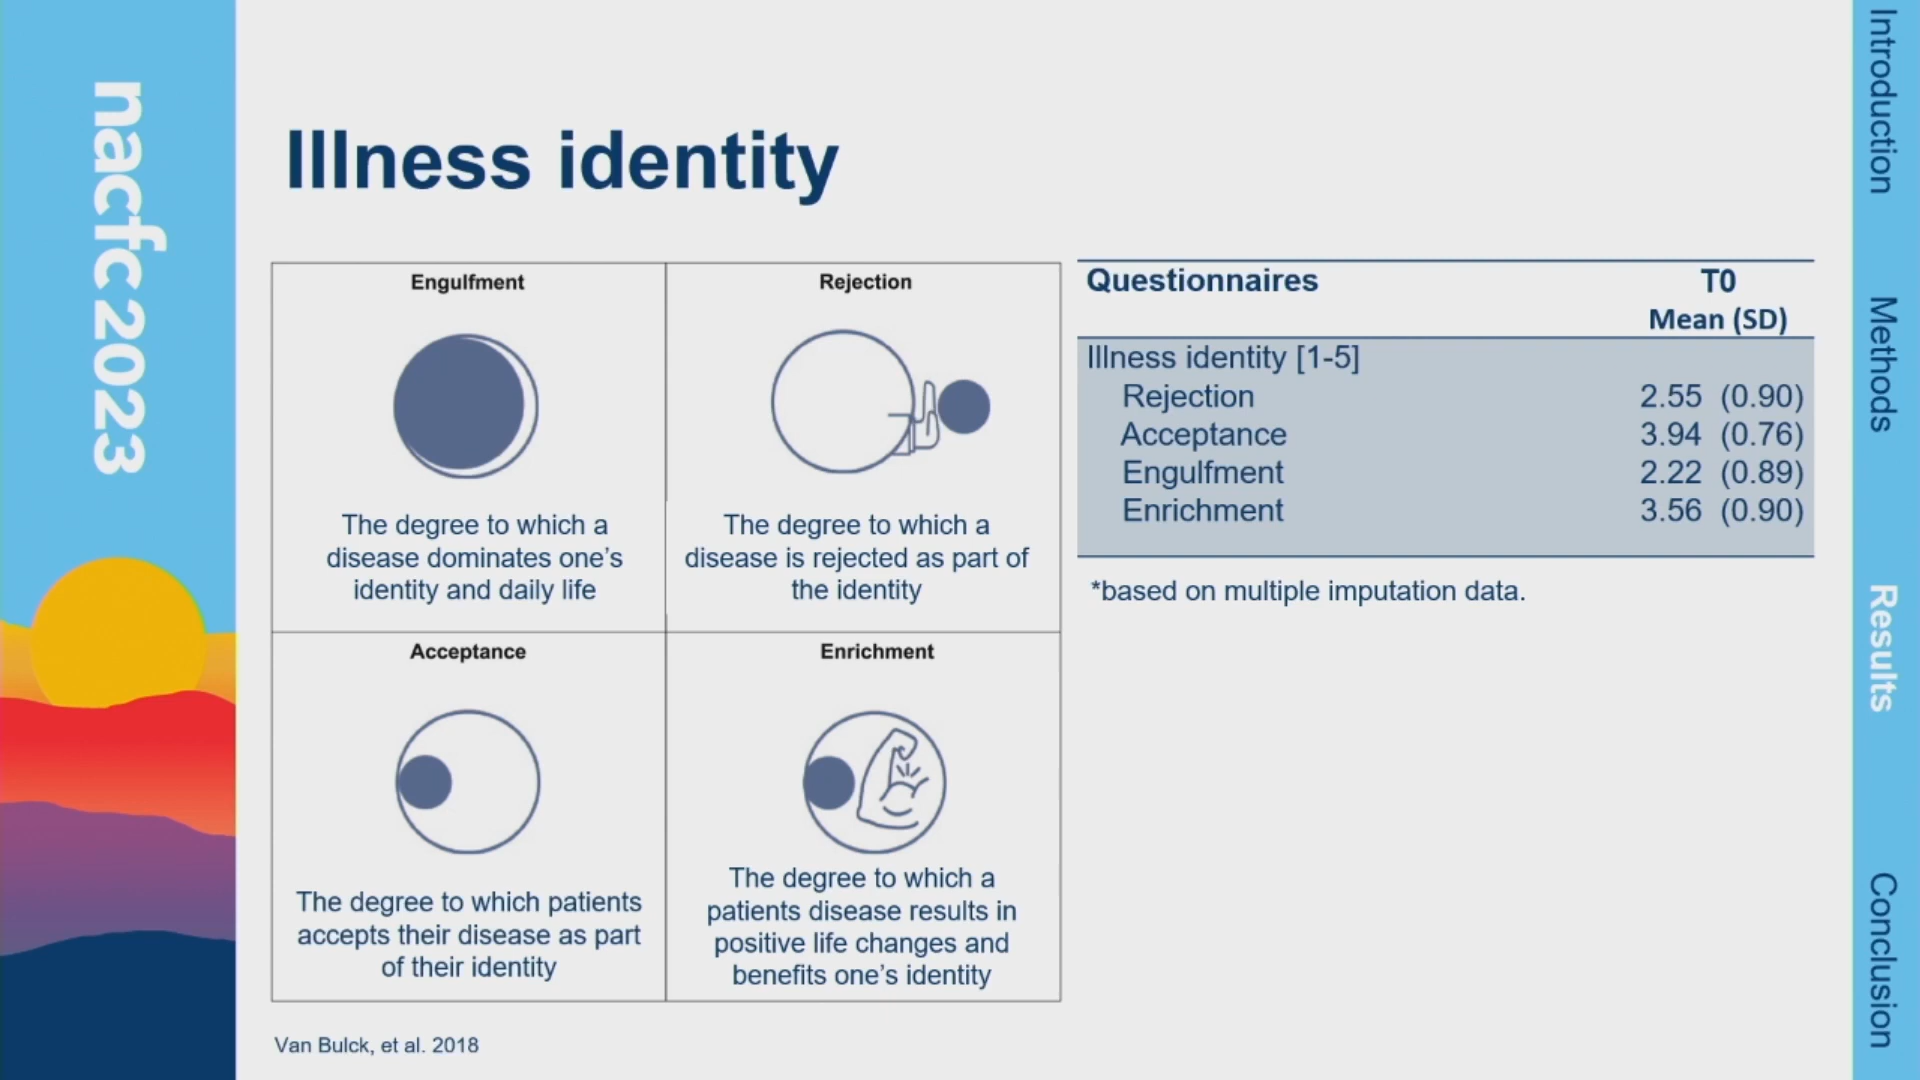 nacfc 2023
Illness identity
Engulfment
The degree to which a
disease dominates one’s
identity and daily life
Rejection
The degree to which a
disease is rejected as part of
the identity
Acceptance
The degree to which patients
accepts their disease as part
of their identity
Enrichment
The degree to which a
patients disease results in
positive life changes and
benefits one’s identity
Van Bulck, et al. 2018
Questionnaires T0
Mean (SD)
Illness identity [1-5]
Rejection 2.55 (0.90)
Acceptance 3.94 (0.76)
Engulfment 2.22 (0.89)
Enrichment 3.56 (0.90)
*based on multiple imputation data.
Introduction
Methods
Results
Conclusion